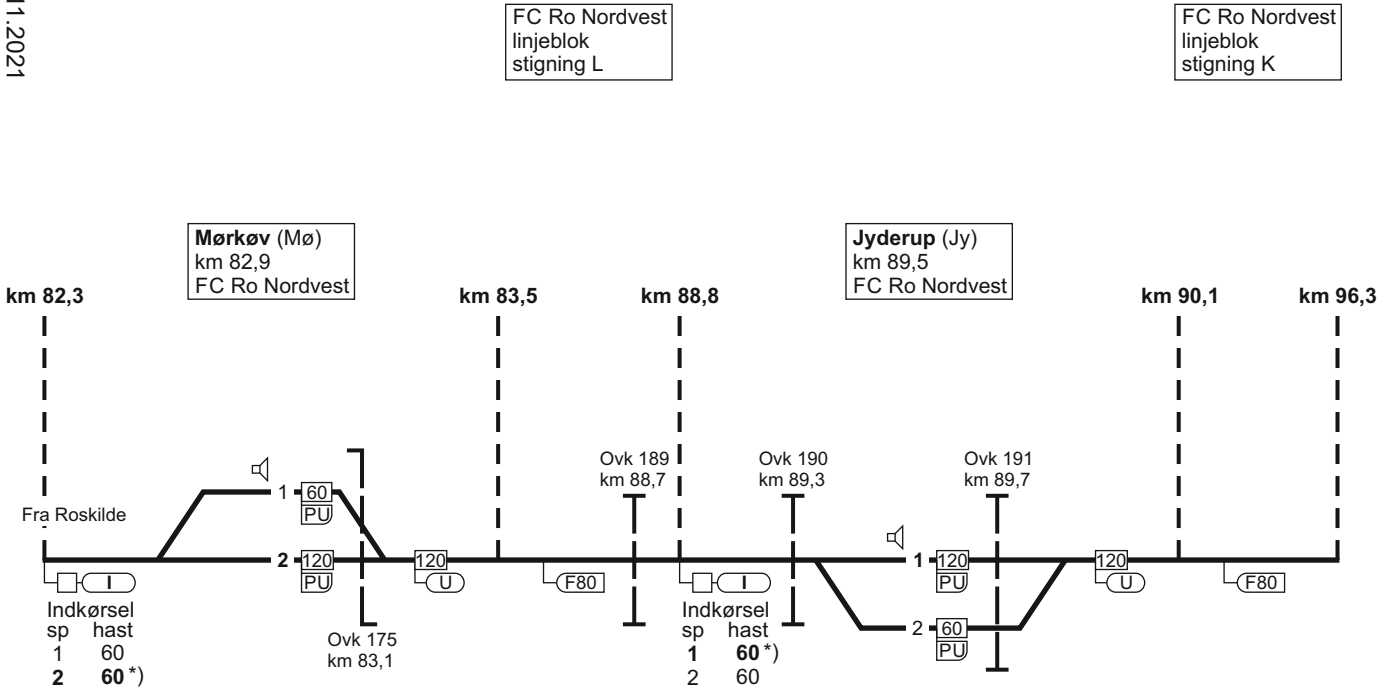 11.2021
FC Ro Nordvest
linjeblok
stigning L
FC Ro Nordvest
linjeblok
stigning K
Mørkøv (Mø)
km 82,9
FC Ro Nordvest
Jyderup (Jy)
km 89,5
FC Ro Nordvest
km 82,3
km 83,5
km 88,8
km 90,1
km 96,3
Ovk 189
km 88,7
Ovk 190
km 89,3
Ovk 191
km 89,7
Fra Roskilde
1 60
PU
2 120
PU
120
U
F80
1 120
PU
120
U
F80
2 60
PU
I
Indkørsel
sp hast
1 60
2 60 *)
Ovk 175
km 83,1
I
Indkørsel
sp hast
1 60 *)
2 60